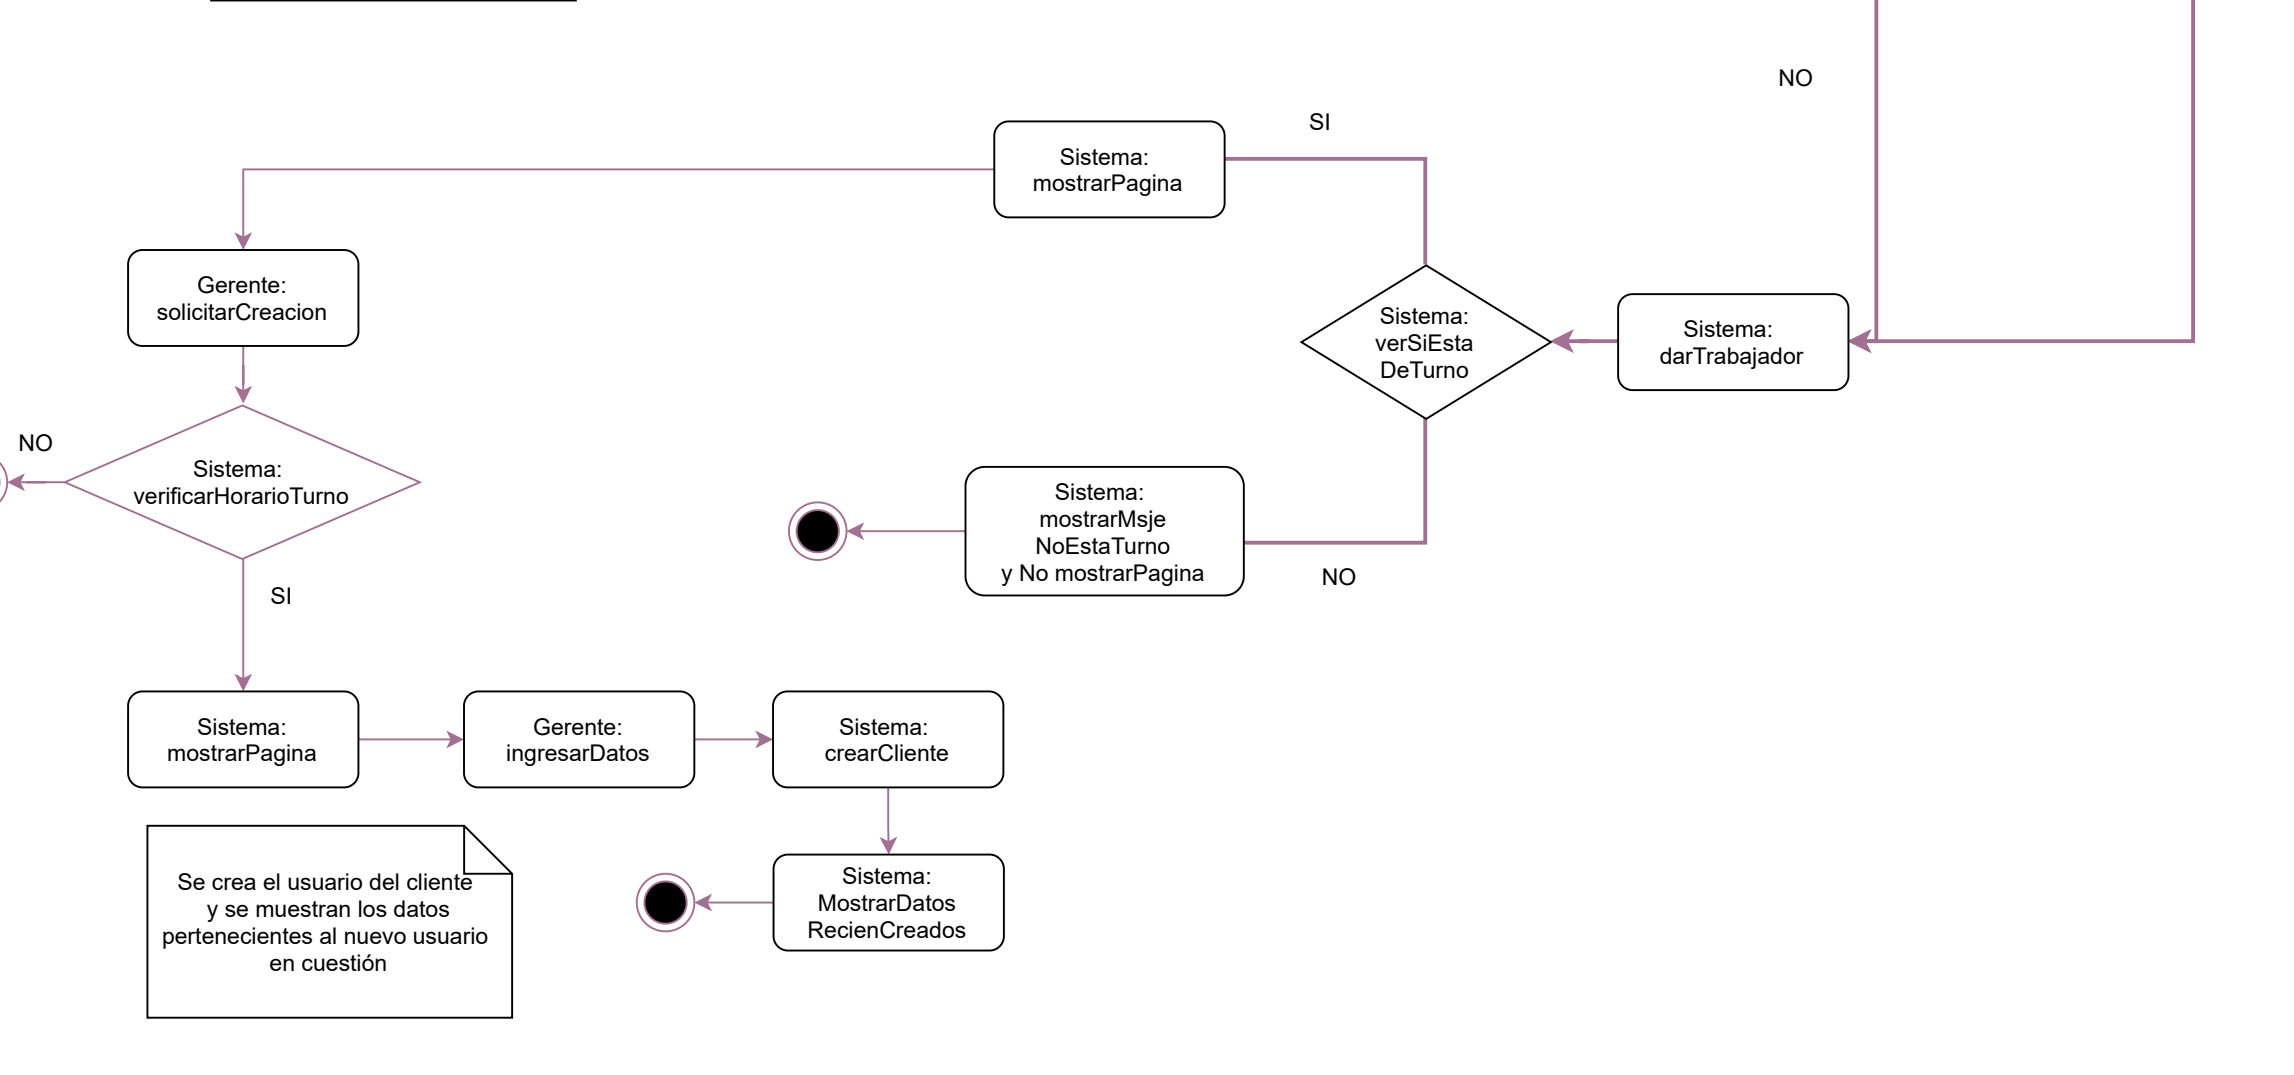 NO
SI
Sistema:
mostrarPagina
Gerente:
solicitarCreacion
Sistema:
verSiEsta
DeTurno
Sistema:
darTrabajador
NO
Sistema:
verificarHorarioTurno
Sistema:
mostrarMsje
NoEstaTurno
y No mostrarPagina
NO
SI
Sistema:
mostrarPagina
Gerente:
ingresarDatos
Sistema:
crearCliente
Se crea el usuario del cliente
y se muestran los datos
pertenecientes al nuevo usuario
en cuestión
Sistema:
MostrarDatos
RecienCreados